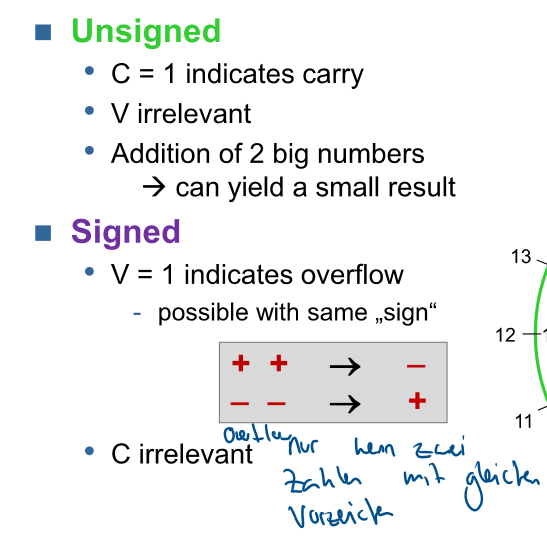 Unsigned
• C = 1 indicates carry
• V irrelevant
• Addition of 2 big numbers
→ can yield a small result
Signed
• V = 1 indicates overflow
- possible with same „sign“
+ + → −
− − → +
• C irrelevant
overflow nur wenn zwei
Zahlen mit gleichen
Vorzeichen
13
12
11